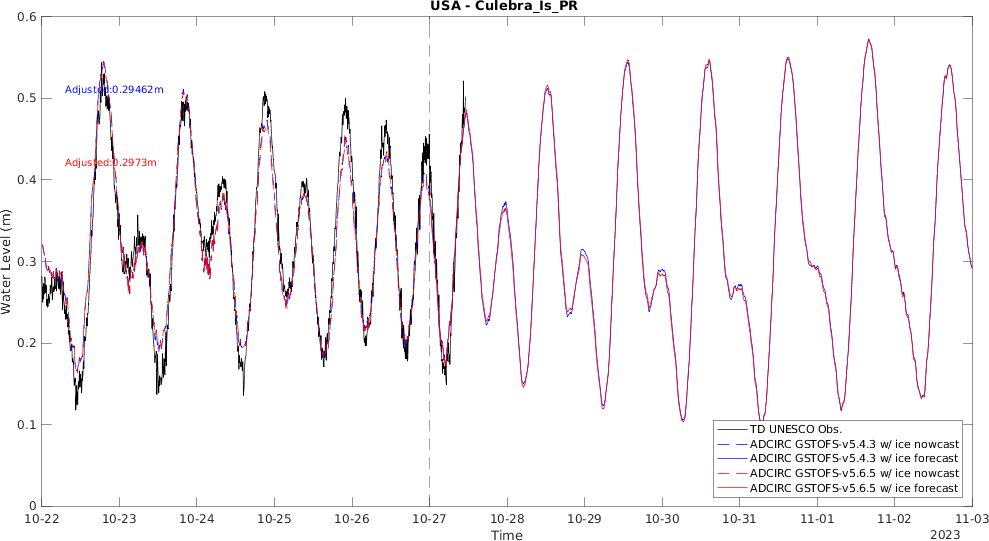 USA - Culebra_Is_PR
0.6
0.5
0.4
0.3
0.2
0.1
0
Water Level (m)
Adjusted:0.29462m
Adjusted:0.2973m
TD UNESCO Obs.
ADCIRC GSTOFS-v5.4.3 w/ ice nowcast
ADCIRC GSTOFS-v5.4.3 w/ ice forecast
ADCIRC GSTOFS-v5.6.5 w/ ice nowcast
ADCIRC GSTOFS-v5.6.5 w/ ice forecast
10-22 10-23 10-24 10-25 10-26 10-27 10-28 10-29 10-30 10-31 11-01 11-02 11-03
Time
2023